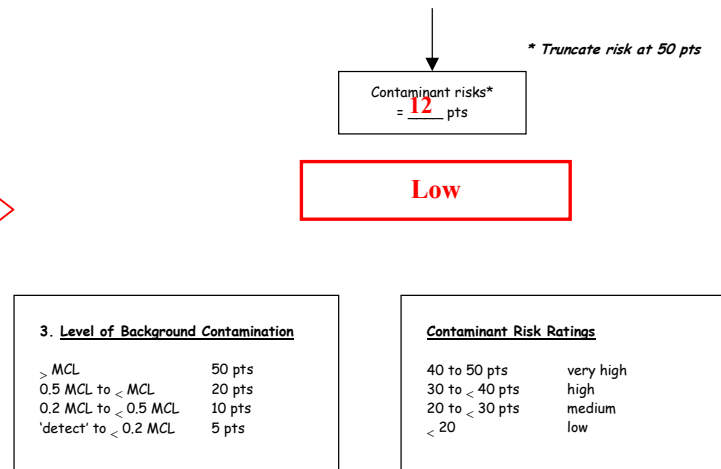 * Truncate risk at 50 pts
Contaminant risks*
= 12 pts
Low
3. Level of Background Contamination
> MCL 50 pts
0.5 MCL to < MCL 20 pts
0.2 MCL to < 0.5 MCL 10 pts
'detect' to < 0.2 MCL 5 pts
Contaminant Risk Ratings
40 to 50 pts very high
30 to < 40 pts high
20 to < 30 pts medium
< 20 low